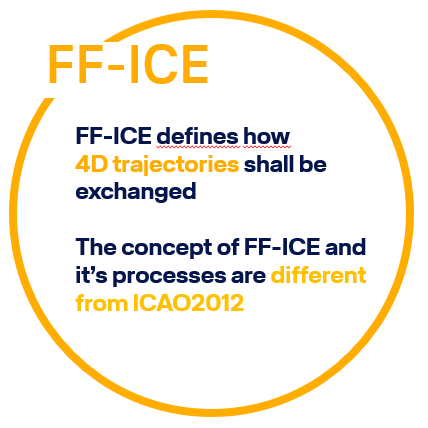 FF-ICE
FF-ICE defines how
4D trajectories shall be
exchanged
The concept of FF-ICE and
it’s processes are different
from ICAO2012